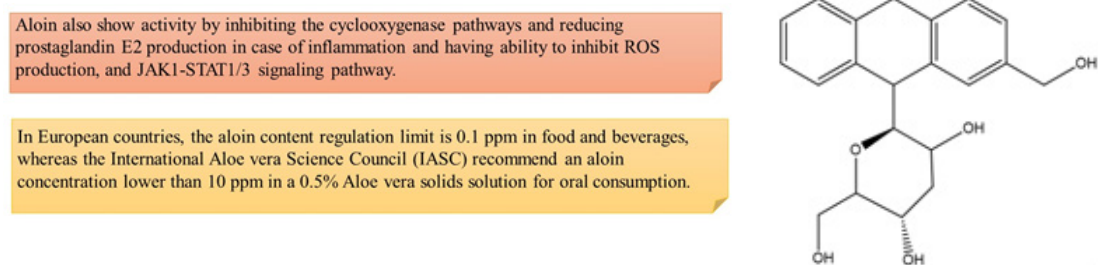 Aloin also show activity by inhibiting the cyclooxygenase pathways and reducing
prostaglandin E2 production in case of inflammation and having ability to inhibit ROS
production, and JAK1-STAT1/3 signaling pathway.
In European countries, the aloin content regulation limit is 0.1 ppm in food and beverages,
whereas the International Aloe vera Science Council (IASC) recommend an aloin
concentration lower than 10 ppm in a 0.5% Aloe vera solids solution for oral consumption.
OH
OH
O
OH
OH